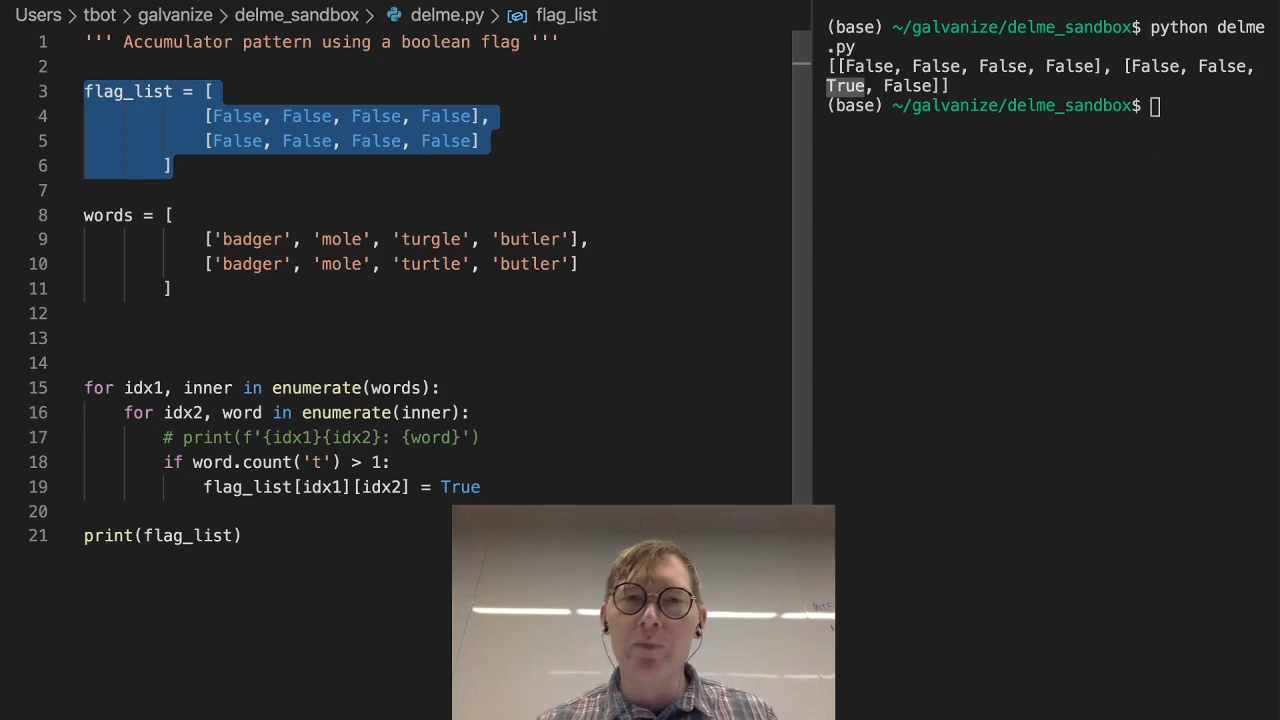 Users > tbot > galvanize > delme_sandbox > delme.py > flag_list
1 ''' Accumulator pattern using a boolean flag '''
2
3 flag_list = [
4 [False, False, False, False],
5 [False, False, False, False]
6 ]
7
8 words = [
9 ['badger', 'mole', 'turgle', 'butler'],
10 ['badger', 'mole', 'turtle', 'butler']
11 ]
12
13
14
15 for idx1, inner in enumerate(words):
16 for idx2, word in enumerate(inner):
17 # print(f'{idx1}{idx2}: {word}')
18 if word.count('t') > 1:
19 flag_list[idx1][idx2] = True
20
21 print(flag_list)
(base) ~/galvanize/delme_sandbox$ python delme
.py
[[False, False, False, False], [False, False,
True, False]]
(base) ~/galvanize/delme_sandbox$